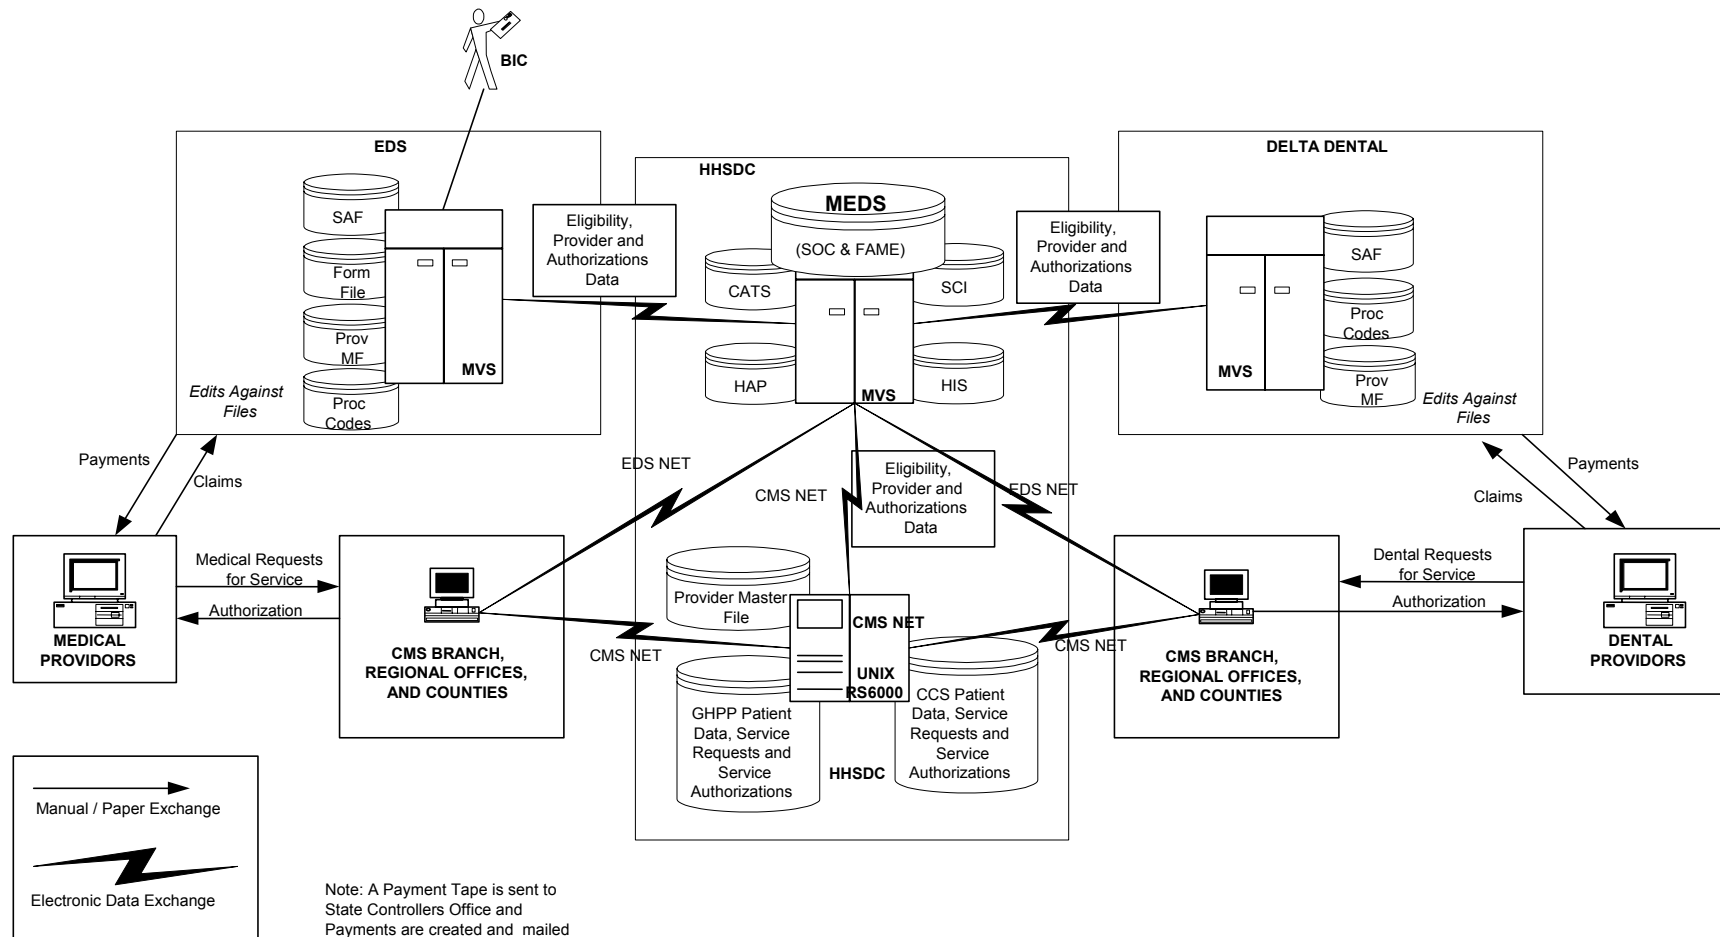 BIC
EDS
SAF
Form
File
Prov
MF
Proc
Codes
MVS
Edits Against
Files
Eligibility,
Provider and
Authorizations
Data
HHSDC
MEDS
(SOC & FAME)
CATS
SCI
HAP
HIS
MVS
Eligibility,
Provider and
Authorizations
Data
DELTA DENTAL
SAF
Proc
Codes
Prov
MF
MVS
Edits Against
Files
Payments
Claims
EDS NET
CMS NET
Eligibility,
Provider and
Authorizations
Data
EDS NET
Payments
Claims
MEDICAL
PROVIDORS
Medical Requests
for Service
Authorization
CMS BRANCH,
REGIONAL OFFICES,
AND COUNTIES
CMS NET
Provider Master
File
CMS NET
UNIX
RS6000
GHPP Patient
Data, Service
Requests and
Service
Authorizations
HHSDC
CCS Patient
Data, Service
Requests and
Service
Authorizations
CMS NET
CMS BRANCH,
REGIONAL OFFICES,
AND COUNTIES
Dental Requests
for Service
Authorization
DENTAL
PROVIDORS
Manual / Paper Exchange
Electronic Data Exchange
Note: A Payment Tape is sent to
State Controllers Office and
Payments are created and mailed